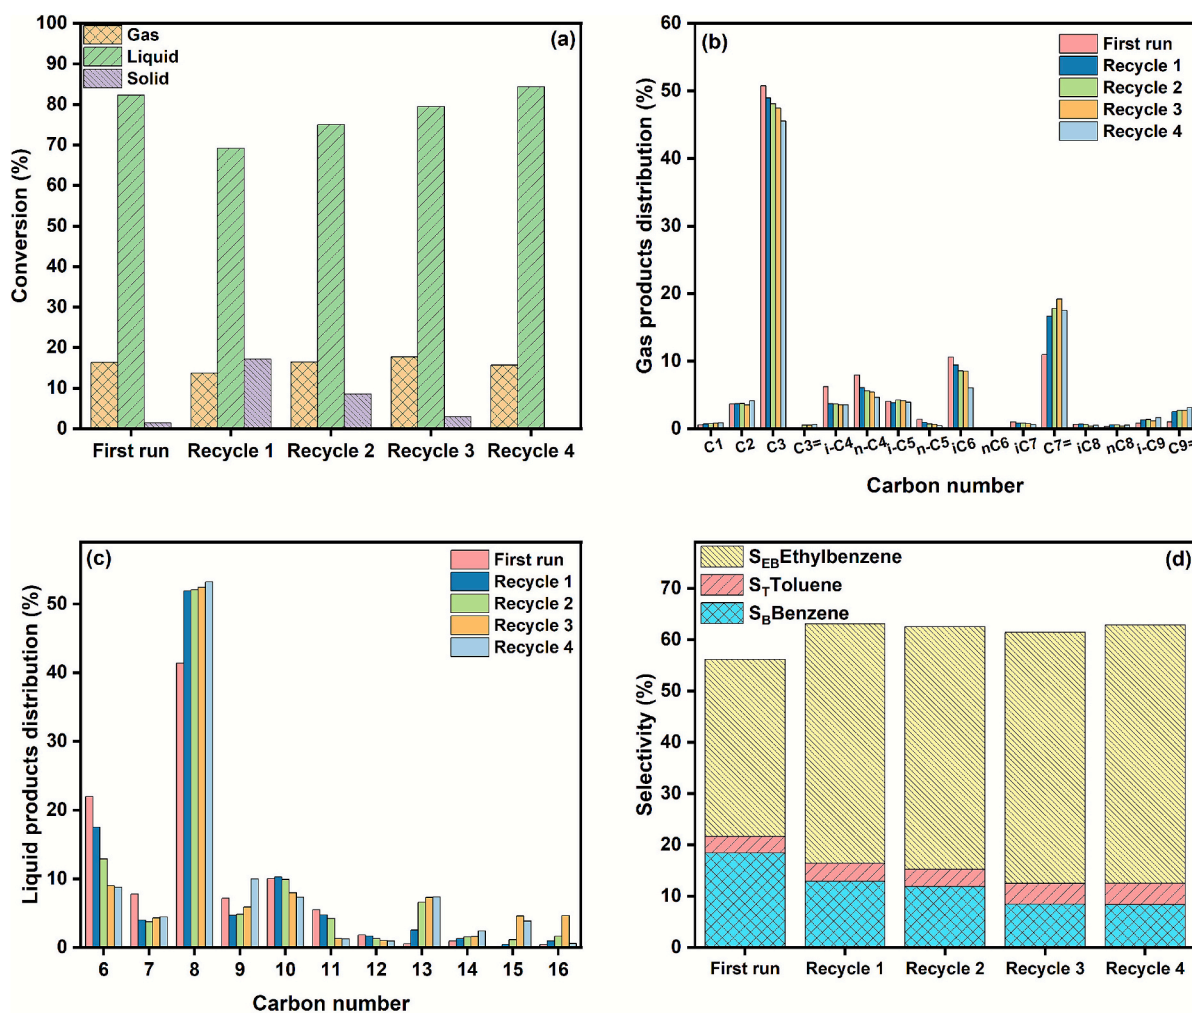 (a)
Gas
Liquid
Solid
100
90
80
70
60
50
40
30
20
10
0
Conversion (%)
First run Recycle 1 Recycle 2 Recycle 3 Recycle 4
(b)
First run
Recycle 1
Recycle 2
Recycle 3
Recycle 4
60
50
40
30
20
10
0
Gas products distribution (%)
C1 C2 C3 C3= i-C4 n-C4 i-C5 n-C5 iC6 nC6 iC7 C7= iC8 nC8 i-C9 C9=
Carbon number
(c)
First run
Recycle 1
Recycle 2
Recycle 3
Recycle 4
50
40
30
20
10
0
Liquid products distribution (%)
6 7 8 9 10 11 12 13 14 15 16
Carbon number
(d)
S_EB Ethylbenzene
S_T Toluene
S_B Benzene
70
60
50
40
30
20
10
0
Selectivity (%)
First run Recycle 1 Recycle 2 Recycle 3 Recycle 4